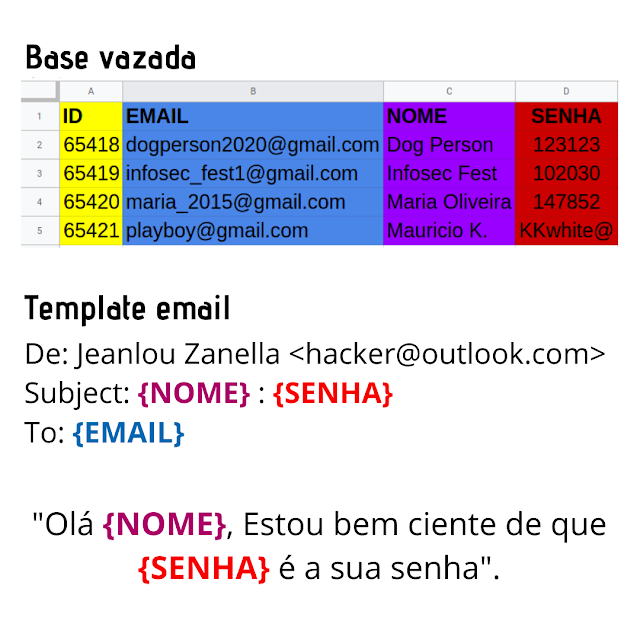 Base vazada
A B C D
1 ID EMAIL NOME SENHA
2 65418 dogperson2020@gmail.com Dog Person 123123
3 65419 infosec_fest1@gmail.com Infosec Fest 102030
4 65420 maria_2015@gmail.com Maria Oliveira 147852
5 65421 playboy@gmail.com Mauricio K. KKwhite@
Template email
De: Jeanlou Zanella <hacker@outlook.com>
Subject: {NOME} : {SENHA}
To: {EMAIL}
"Olá {NOME}, Estou bem ciente de que
{SENHA} é a sua senha".